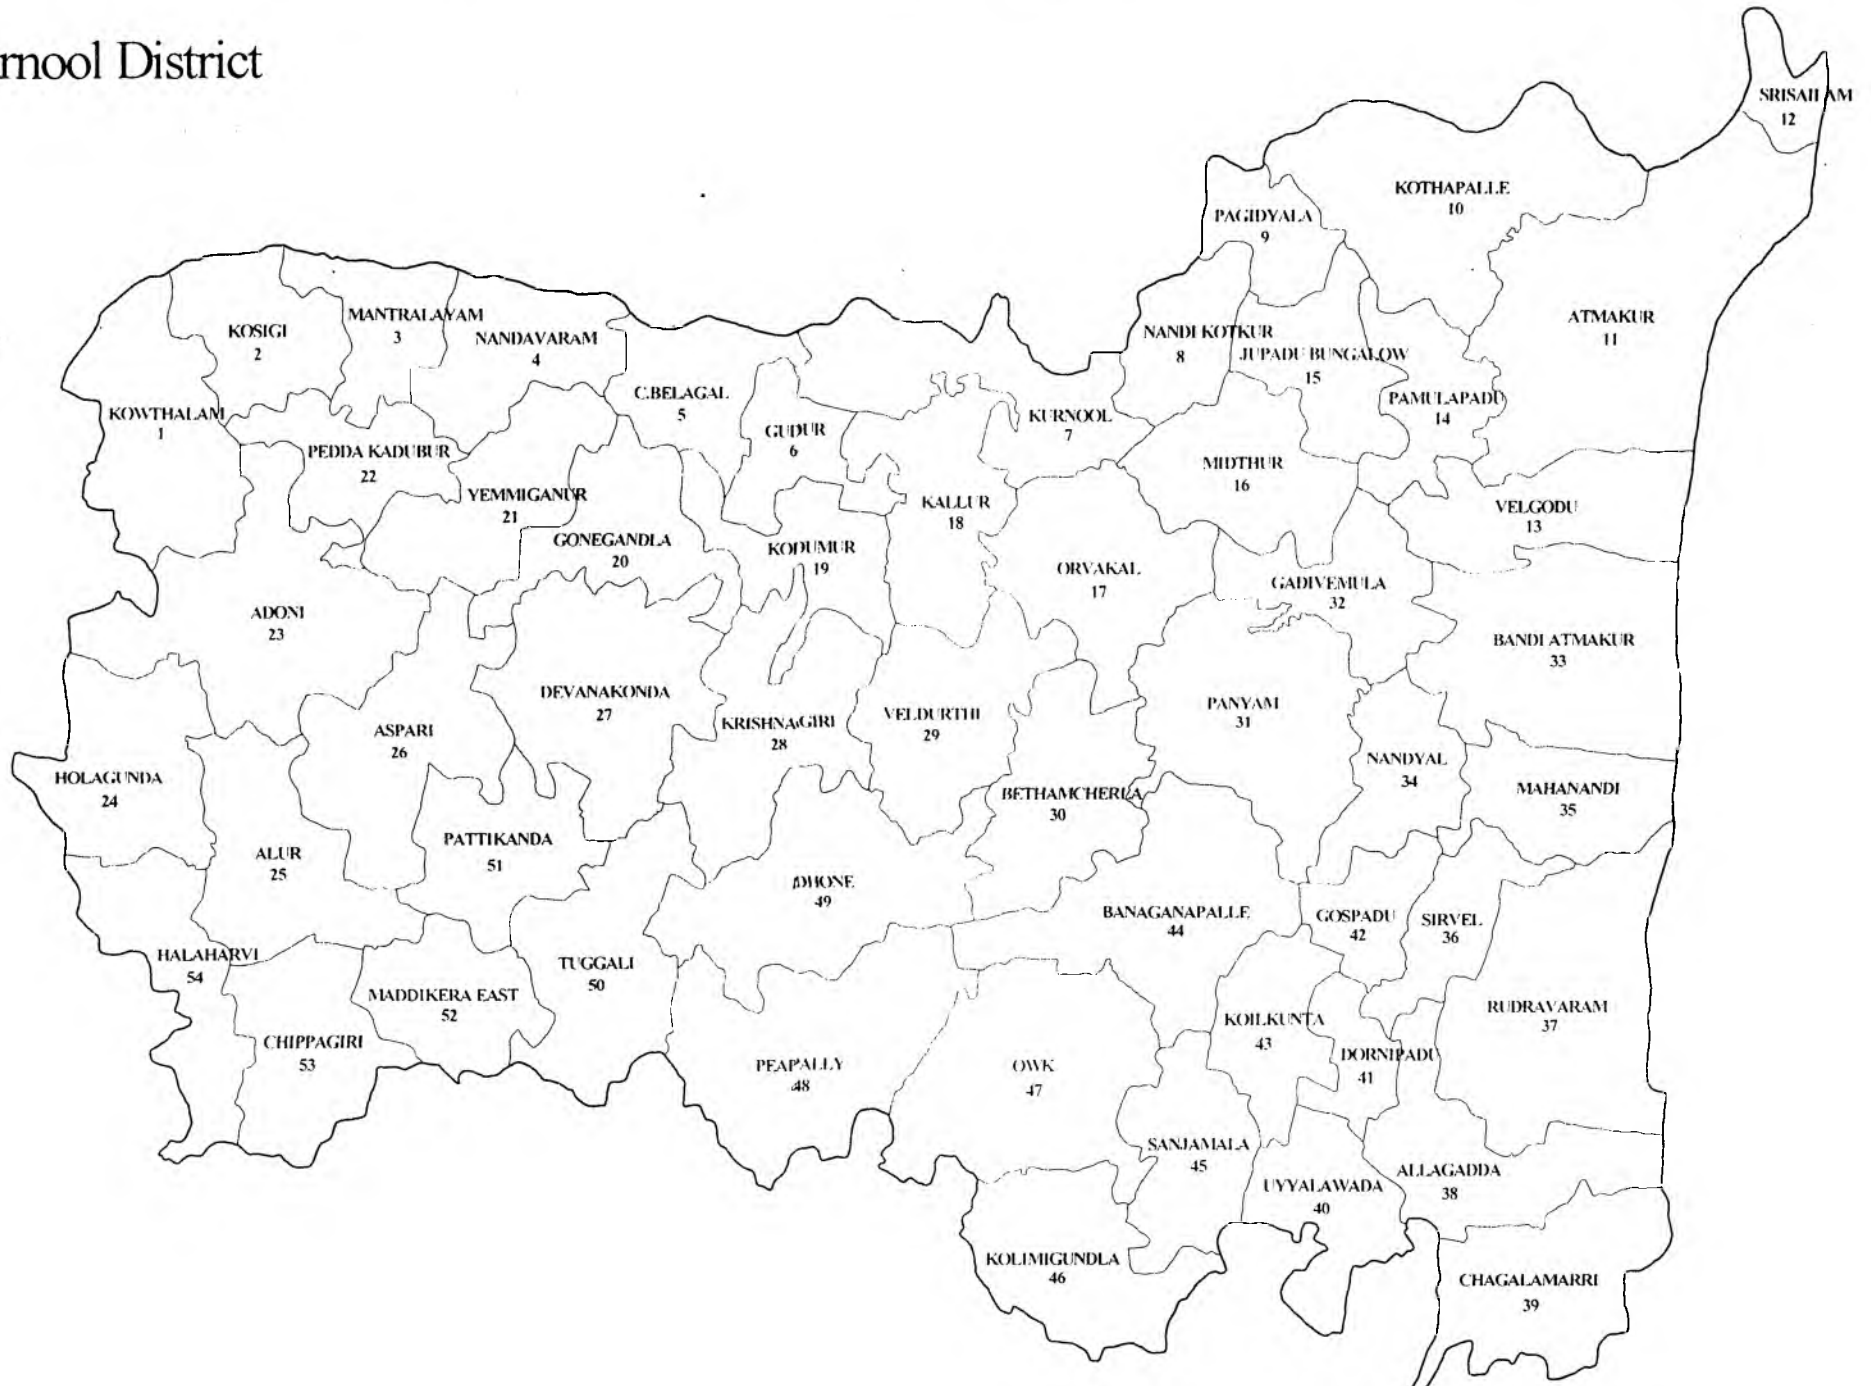 rnool District
SRISAILAM
12
KOTHAPALLE
10
PAGIDYALA
9
ATMAKUR
11
KOSIGI
2
MANTRALAYAM
3
NANDAVARAM
4
NANDI KOTKUR
8
JUPADU BUNGALOW
15
PAMULAPADU
14
KOWTHALAM
1
C.BELAGAL
5
GUDUR
6
KURNOOL
7
PEDDA KADUBUR
22
MIDTHUR
16
YEMMIGANUR
21
KALLUR
18
VELGODU
13
GONEGANDLA
20
KODUMUR
19
ORVAKAL
17
GADIVEMULA
32
ADONI
23
BANDI ATMAKUR
33
DEVANAKONDA
27
PANYAM
31
ASPARI
26
KRISHNAGIRI
28
VELDURTHI
29
NANDYAL
34
HOLAGUNDA
24
BETHAMCHERLA
30
MAHANANDI
35
ALUR
25
PATTIKANDA
51
DHONE
49
BANAGANAPALLE
44
GOSPADU
42
SIRVEL
36
HALAHARVI
54
TUGGALI
50
MADDIKERA EAST
52
RUDRAVARAM
37
KOILKUNTA
43
CHIPPAGIRI
53
DORNIPADU
41
PEAPALLY
48
OWK
47
SANJAMALA
45
ALLAGADDA
38
UYYALAWADA
40
KOLIMIGUNDLA
46
CHAGALAMARRI
39